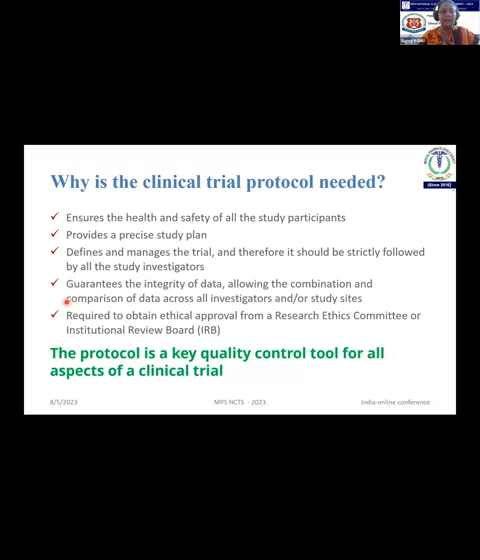 Why is the clinical trial protocol needed?
(Since 2016)
✓ Ensures the health and safety of all the study participants
✓ Provides a precise study plan
✓ Defines and manages the trial, and therefore it should be strictly followed
by all the study investigators
✓ Guarantees the integrity of data, allowing the combination and
comparison of data across all investigators and/or study sites
✓ Required to obtain ethical approval from a Research Ethics Committee or
Institutional Review Board (IRB)
The protocol is a key quality control tool for all
aspects of a clinical trial
8/5/2023
MPS NCTS - 2023
India-online conference